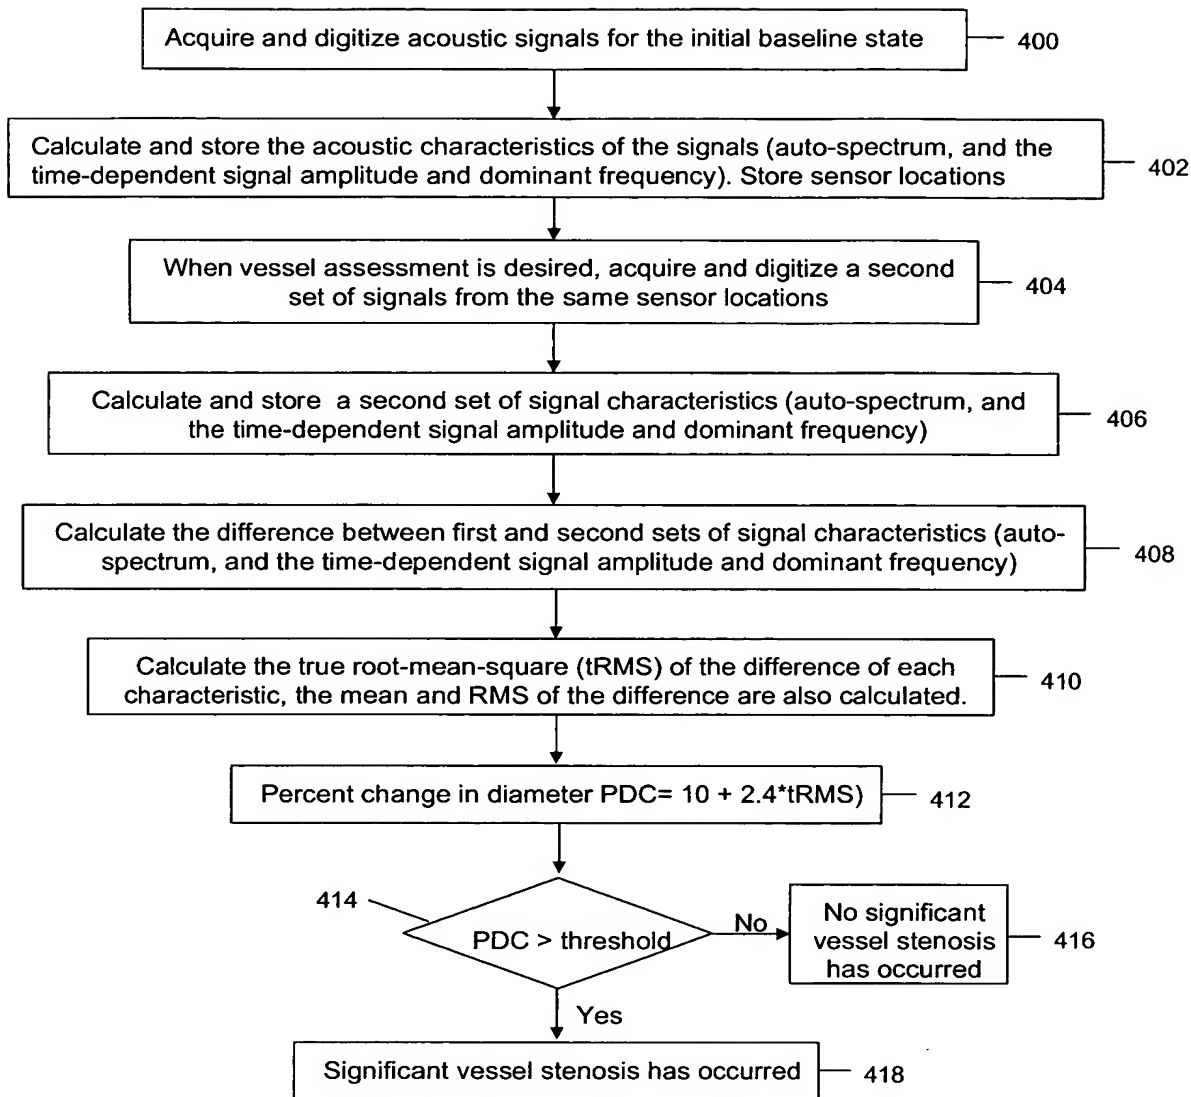 Acquire and digitize acoustic signals for the initial baseline state
400
Calculate and store the acoustic characteristics of the signals (auto-spectrum, and the
time-dependent signal amplitude and dominant frequency). Store sensor locations
402
When vessel assessment is desired, acquire and digitize a second
set of signals from the same sensor locations
404
Calculate and store a second set of signal characteristics (auto-spectrum, and
the time-dependent signal amplitude and dominant frequency)
406
Calculate the difference between first and second sets of signal characteristics (auto-
spectrum, and the time-dependent signal amplitude and dominant frequency)
408
Calculate the true root-mean-square (tRMS) of the difference of each
characteristic, the mean and RMS of the difference are also calculated.
410
Percent change in diameter PDC= 10 + 2.4*tRMS)
412
414
PDC > threshold
No
No significant
vessel stenosis
has occurred
416
Yes
Significant vessel stenosis has occurred
418